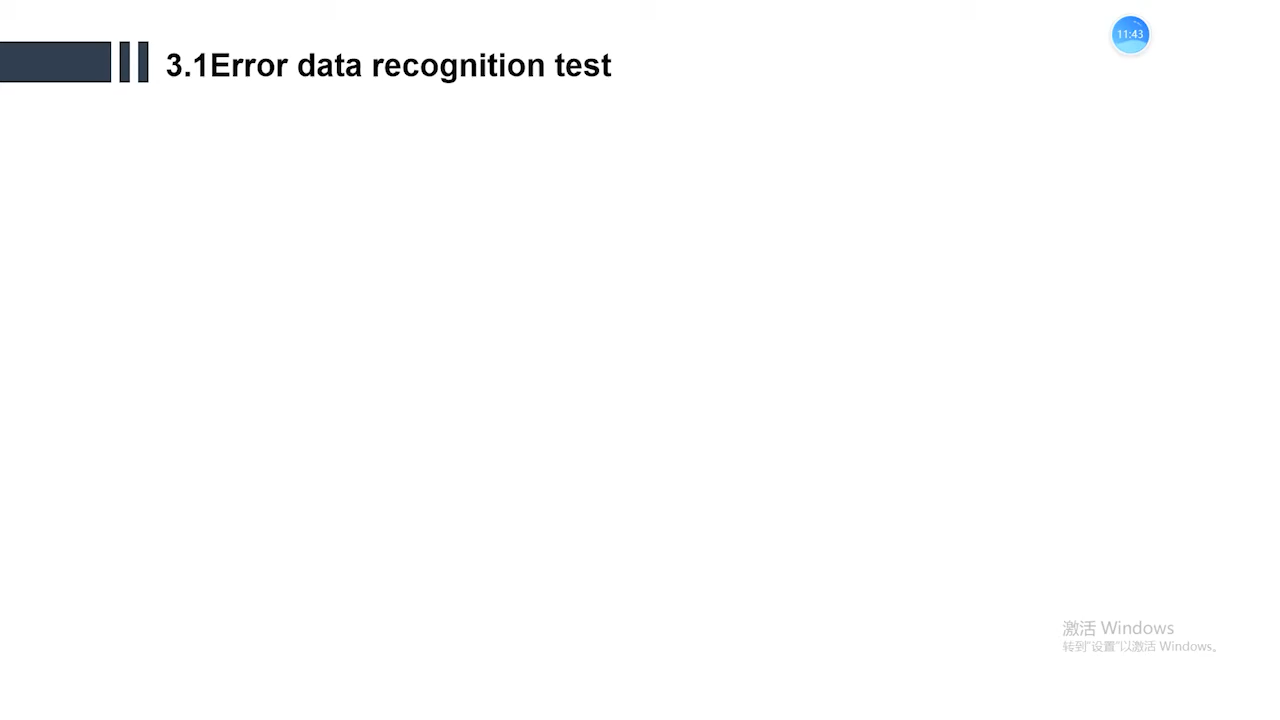 3.1Error data recognition test
11:43
激活 Windows
转到“设置”以激活 Windows。